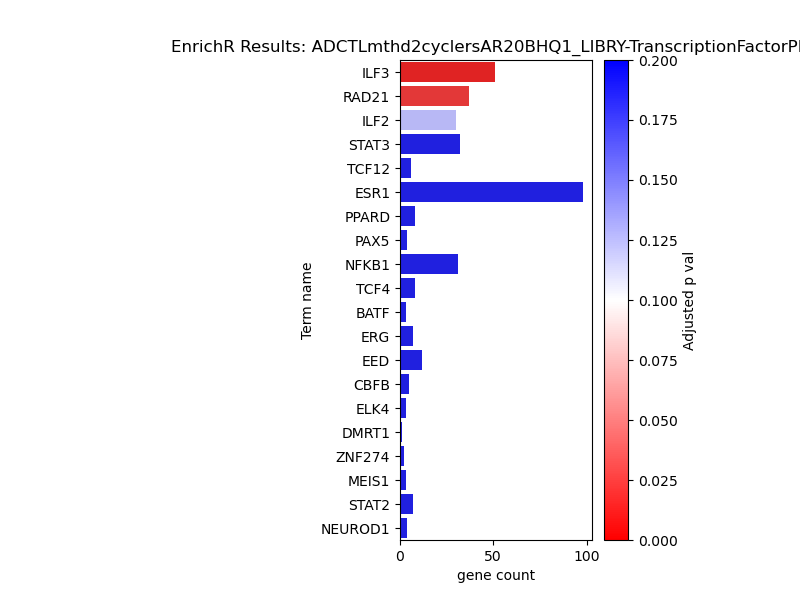 EnrichR Results: ADCTLmthd2cyclersAR20BHQ1_LIBRY-TranscriptionFactorPP
Term name
ILF3
RAD21
ILF2
STAT3
TCF12
ESR1
PPARD
PAX5
NFKB1
TCF4
BATF
ERG
EED
CBFB
ELK4
DMRT1
ZNF274
MEIS1
STAT2
NEUROD1
0 50 100
gene count
0.200
0.175
0.150
0.125
0.100
0.075
0.050
0.025
0.000
Adjusted p val